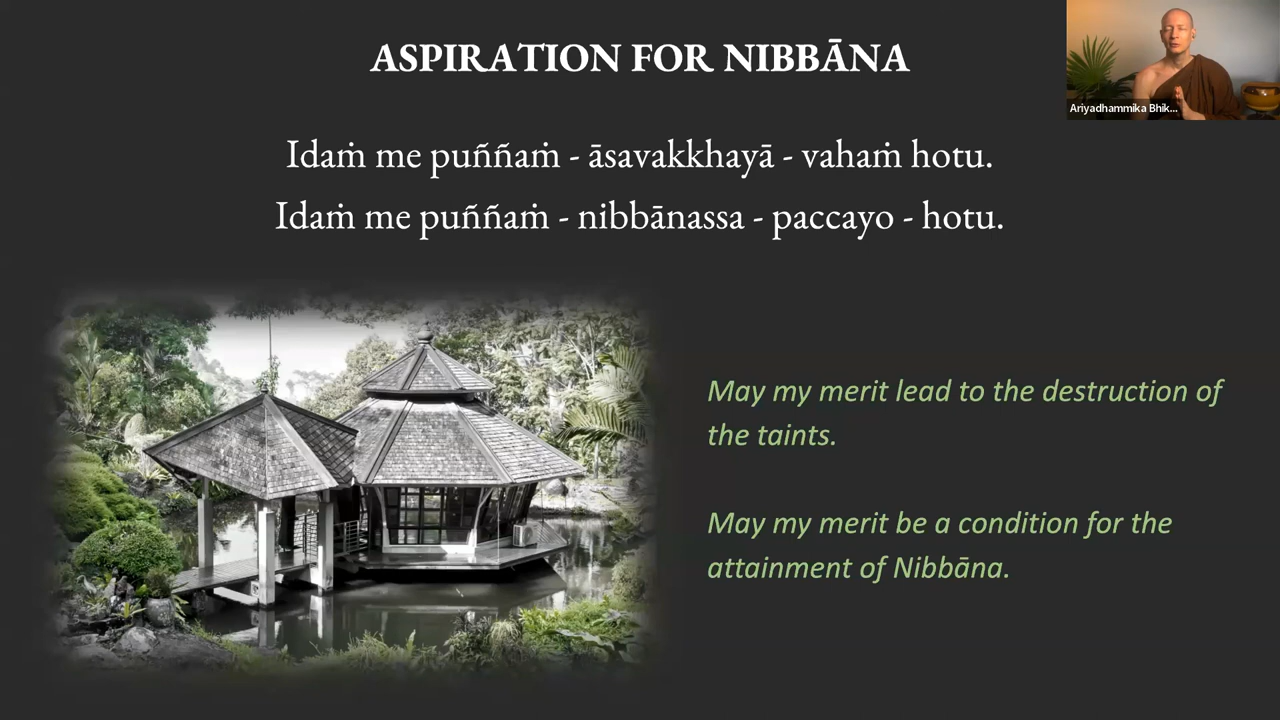 ASPIRATION FOR NIBBĀNA
Ariyadhammika Bhik...
Idaṁ me puññaṁ - āsavakkhayā - vahaṁ hotu.
Idaṁ me puññaṁ - nibbānassa - paccayo - hotu.
May my merit lead to the destruction of
the taints.
May my merit be a condition for the
attainment of Nibbāna.